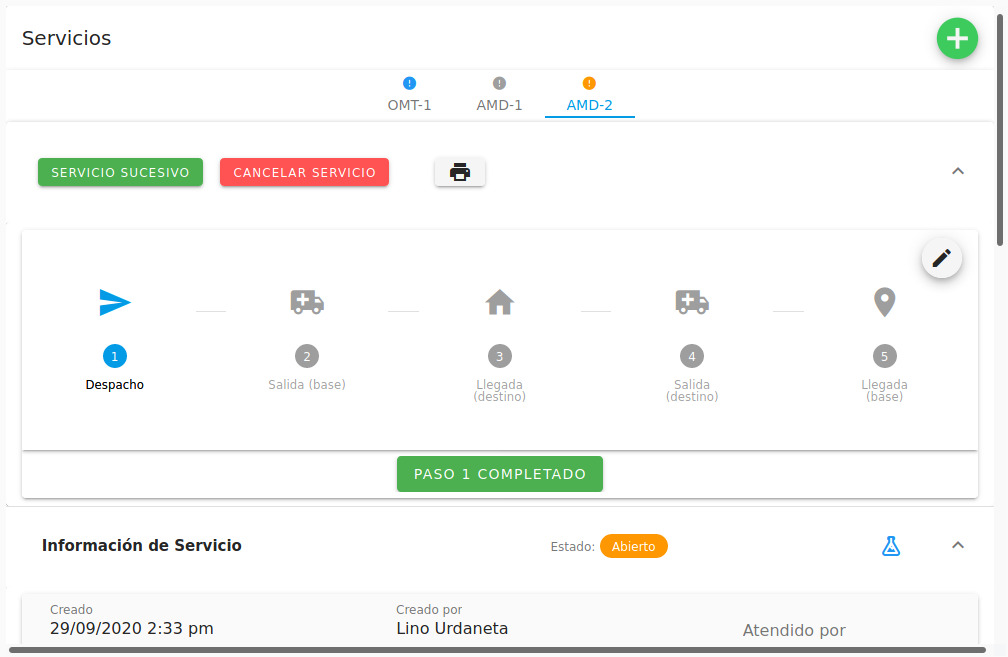 Servicios
OMT-1
AMD-1
AMD-2
SERVICIO SUCESIVO
CANCELAR SERVICIO
1
2
3
4
5
Despacho
Salida (base)
Llegada
(destino)
Salida
(destino)
Llegada
(base)
PASO 1 COMPLETADO
Información de Servicio
Estado:
Abierto
Creado
29/09/2020 2:33 pm
Creado por
Lino Urdaneta
Atendido por